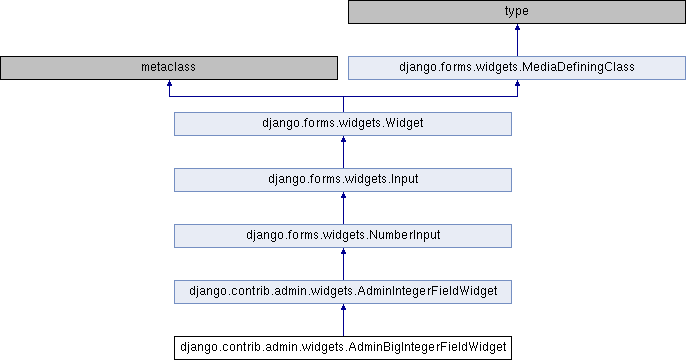 type
metaclass
django.forms.widgets.MediaDefiningClass
django.forms.widgets.Widget
django.forms.widgets.Input
django.forms.widgets.NumberInput
django.contrib.admin.widgets.AdminIntegerFieldWidget
django.contrib.admin.widgets.AdminBigIntegerFieldWidget